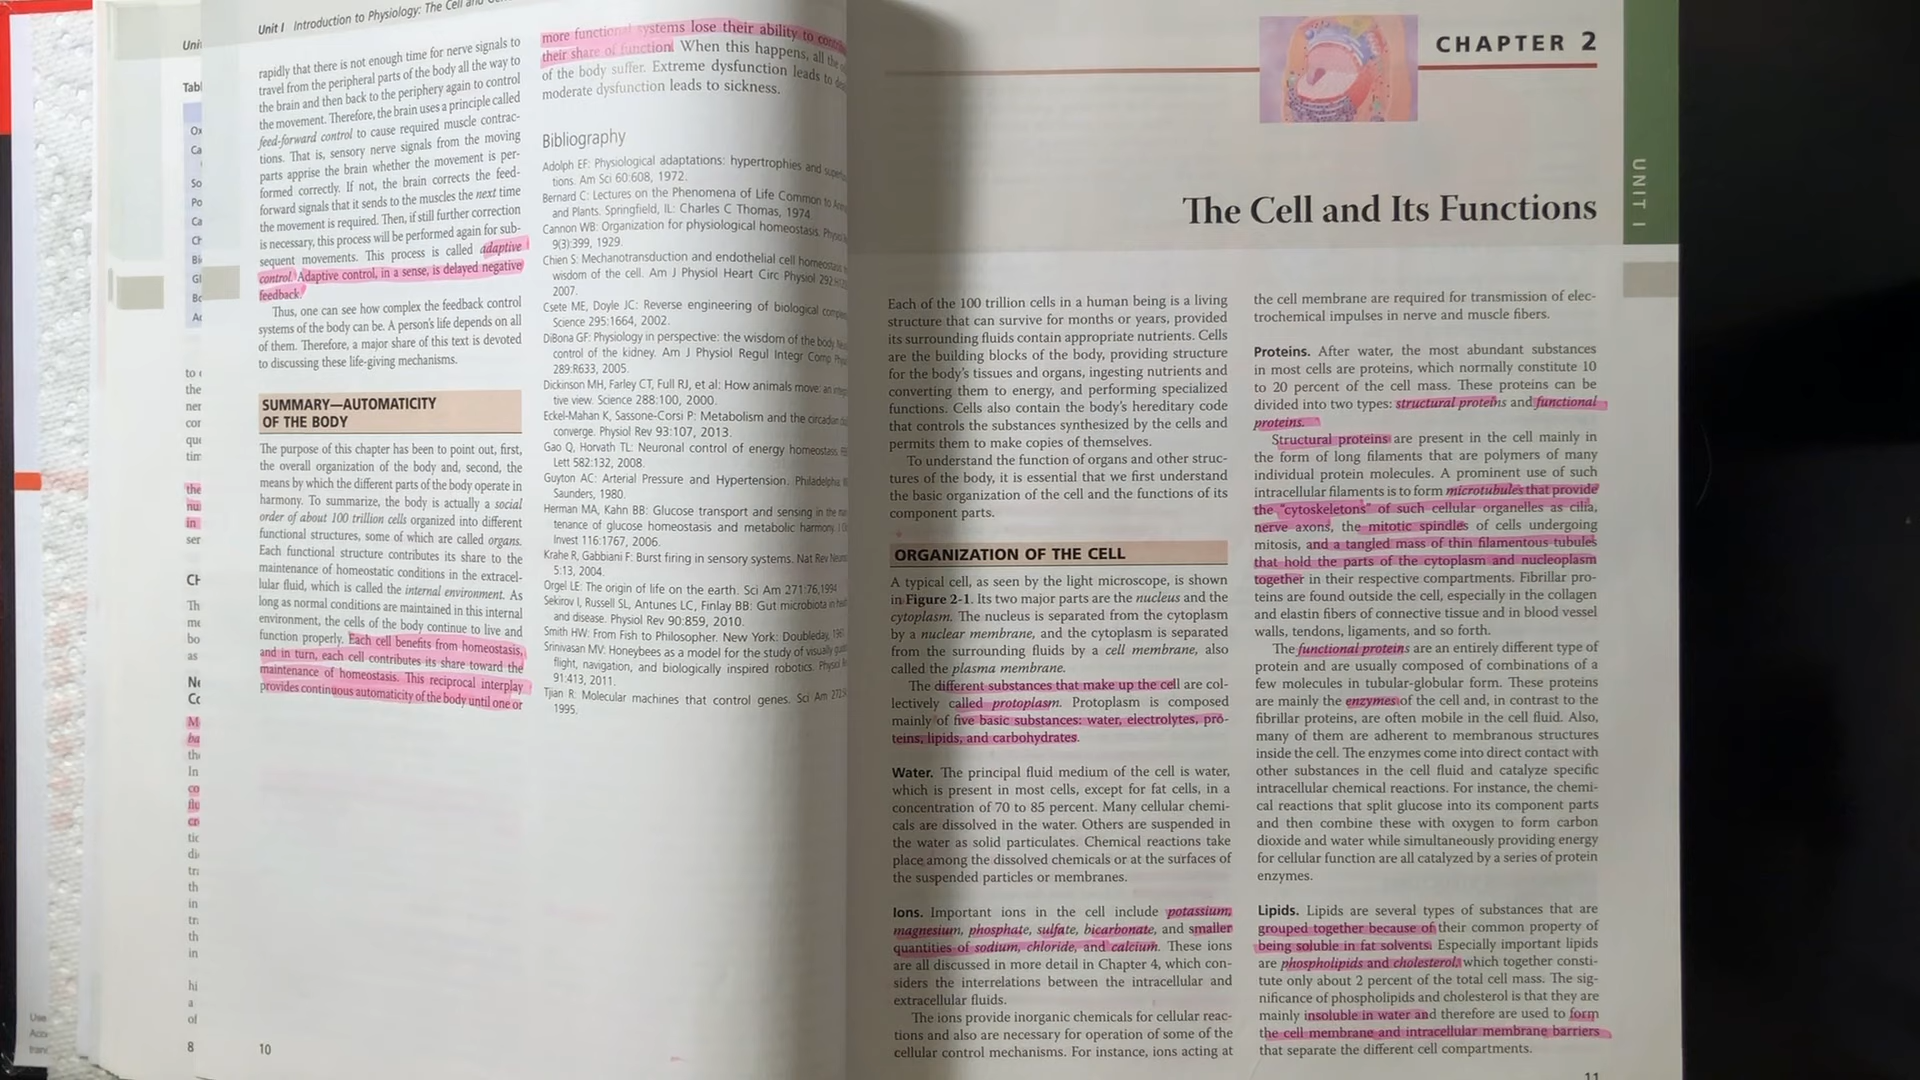 Unit I Introduction to Physiology: The Cell and
rapidly that there is not enough time for nerve signals to
travel from the peripheral parts of the body all the way to
the brain and then back to the periphery again to control
the movement. Therefore, the brain uses a principle called
feed-forward control to cause required muscle contrac-
tions. That is, sensory nerve signals from the moving
parts apprise the brain whether the movement is per-
formed correctly. If not, the brain corrects the feed-
forward signals that it sends to the muscles the next time
the movement is required. Then, if still further correction
is necessary, this process will be performed again for sub-
sequent movements. This process is called adaptive
control. Adaptive control, in a sense, is delayed negative
feedback.
Thus, one can see how complex the feedback control
systems of the body can be. A person's life depends on all
of them. Therefore, a major share of this text is devoted
to discussing these life-giving mechanisms.
SUMMARY—AUTOMATICITY
OF THE BODY
The purpose of this chapter has been to point out, first,
the overall organization of the body and, second, the
means by which the different parts of the body operate in
harmony. To summarize, the body is actually a social
order of about 100 trillion cells organized into different
functional structures, some of which are called organs.
Each functional structure contributes its share to the
maintenance of homeostatic conditions in the extracel-
lular fluid, which is called the internal environment. As
long as normal conditions are maintained in this internal
environment, the cells of the body continue to live and
function properly. Each cell benefits from homeostasis,
and in turn, each cell contributes its share toward the
maintenance of homeostasis. This reciprocal interplay
provides continuous automaticity of the body until one or
8
10
more functional systems lose their ability to
their share of function. When this happens, all the
of the body suffer. Extreme dysfunction leads to
moderate dysfunction leads to sickness.
Bibliography
Adolph EF: Physiological adaptations: hypertrophies and
tions. Am Sci 60:608, 1972.
Bernard C: Lectures on the Phenomena of Life Common to
and Plants. Springfield, IL: Charles C Thomas, 1974
Cannon WB: Organization for physiological homeostasis.
9(3):399, 1929.
Chien S: Mechanotransduction and endothelial cell homeostasis
wisdom of the cell. Am J Physiol Heart Circ Physiol
2007.
Csete ME, Doyle JC: Reverse engineering of biological
Science 295:1664, 2002.
DiBona GF: Physiology in perspective: the wisdom of the body
control of the kidney. Am J Physiol Regul Integr Comp
289:R633, 2005.
Dickinson MH, Farley CT, Full RJ, et al: How animals move: an
tive view. Science 288:100, 2000.
Eckel-Mahan K, Sassone-Corsi P: Metabolism and the circadian
converge. Physiol Rev 93:107, 2013.
Gao Q, Horvath TL: Neuronal control of energy homeostasis
Lett 582:132, 2008.
Guyton AC: Arterial Pressure and Hypertension. Philadelphia
Saunders, 1980.
Herman MA, Kahn BB: Glucose transport and sensing in the
tenance of glucose homeostasis and metabolic harmony.
Invest 116:1767, 2006.
Krahe R, Gabbiani F: Burst firing in sensory systems. Nat Rev
5:13, 2004.
Orgel LE: The origin of life on the earth. Sci Am 271:76, 1994
Sekirov I, Russell SL, Antunes LC, Finlay BB: Gut microbiota in
and disease. Physiol Rev 90:859, 2010.
Smith HW: From Fish to Philosopher. New York: Doubleday,
Srinivasan MV: Honeybees as a model for the study of visually
flight, navigation, and biologically inspired robotics. Physiol
91:413, 2011.
Tjian R: Molecular machines that control genes. Sci Am
1995.
CHAPTER 2
UNIT I
The Cell and Its Functions
Each of the 100 trillion cells in a human being is a living
structure that can survive for months or years, provided
its surrounding fluids contain appropriate nutrients. Cells
are the building blocks of the body, providing structure
for the body's tissues and organs, ingesting nutrients and
converting them to energy, and performing specialized
functions. Cells also contain the body's hereditary code
that controls the substances synthesized by the cells and
permits them to make copies of themselves.
To understand the function of organs and other struc-
tures of the body, it is essential that we first understand
the basic organization of the cell and the functions of its
component parts.
ORGANIZATION OF THE CELL
A typical cell, as seen by the light microscope, is shown
in Figure 2-1. Its two major parts are the nucleus and the
cytoplasm. The nucleus is separated from the cytoplasm
by a nuclear membrane, and the cytoplasm is separated
from the surrounding fluids by a cell membrane, also
called the plasma membrane.
The different substances that make up the cell are col-
lectively called protoplasm. Protoplasm is composed
mainly of five basic substances: water, electrolytes, pro-
teins, lipids, and carbohydrates.
Water. The principal fluid medium of the cell is water,
which is present in most cells, except for fat cells, in a
concentration of 70 to 85 percent. Many cellular chemi-
cals are dissolved in the water. Others are suspended in
the water as solid particulates. Chemical reactions take
place among the dissolved chemicals or at the surfaces of
the suspended particles or membranes.
Ions. Important ions in the cell include potassium,
magnesium, phosphate, sulfate, bicarbonate, and smaller
quantities of sodium, chloride, and calcium. These ions
are all discussed in more detail in Chapter 4, which con-
siders the interrelations between the intracellular and
extracellular fluids.
The ions provide inorganic chemicals for cellular reac-
tions and also are necessary for operation of some of the
cellular control mechanisms. For instance, ions acting at
the cell membrane are required for transmission of elec-
trochemical impulses in nerve and muscle fibers.
Proteins. After water, the most abundant substances
in most cells are proteins, which normally constitute 10
to 20 percent of the cell mass. These proteins can be
divided into two types: structural proteins and functional
proteins.
Structural proteins are present in the cell mainly in
the form of long filaments that are polymers of many
individual protein molecules. A prominent use of such
intracellular filaments is to form microtubules that provide
the "cytoskeletons" of such cellular organelles as cilia,
nerve axons, the mitotic spindles of cells undergoing
mitosis, and a tangled mass of thin filamentous tubules
that hold the parts of the cytoplasm and nucleoplasm
together in their respective compartments. Fibrillar pro-
teins are found outside the cell, especially in the collagen
and elastin fibers of connective tissue and in blood vessel
walls, tendons, ligaments, and so forth.
The functional proteins are an entirely different type of
protein and are usually composed of combinations of a
few molecules in tubular-globular form. These proteins
are mainly the enzymes of the cell and, in contrast to the
fibrillar proteins, are often mobile in the cell fluid. Also,
many of them are adherent to membranous structures
inside the cell. The enzymes come into direct contact with
other substances in the cell fluid and catalyze specific
intracellular chemical reactions. For instance, the chemi-
cal reactions that split glucose into its component parts
and then combine these with oxygen to form carbon
dioxide and water while simultaneously providing energy
for cellular function are all catalyzed by a series of protein
enzymes.
Lipids. Lipids are several types of substances that are
grouped together because of their common property of
being soluble in fat solvents. Especially important lipids
are phospholipids and cholesterol, which together consti-
tute only about 2 percent of the total cell mass. The sig-
nificance of phospholipids and cholesterol is that they are
mainly insoluble in water and therefore are used to form
the cell membrane and intracellular membrane barriers
that separate the different cell compartments.
11